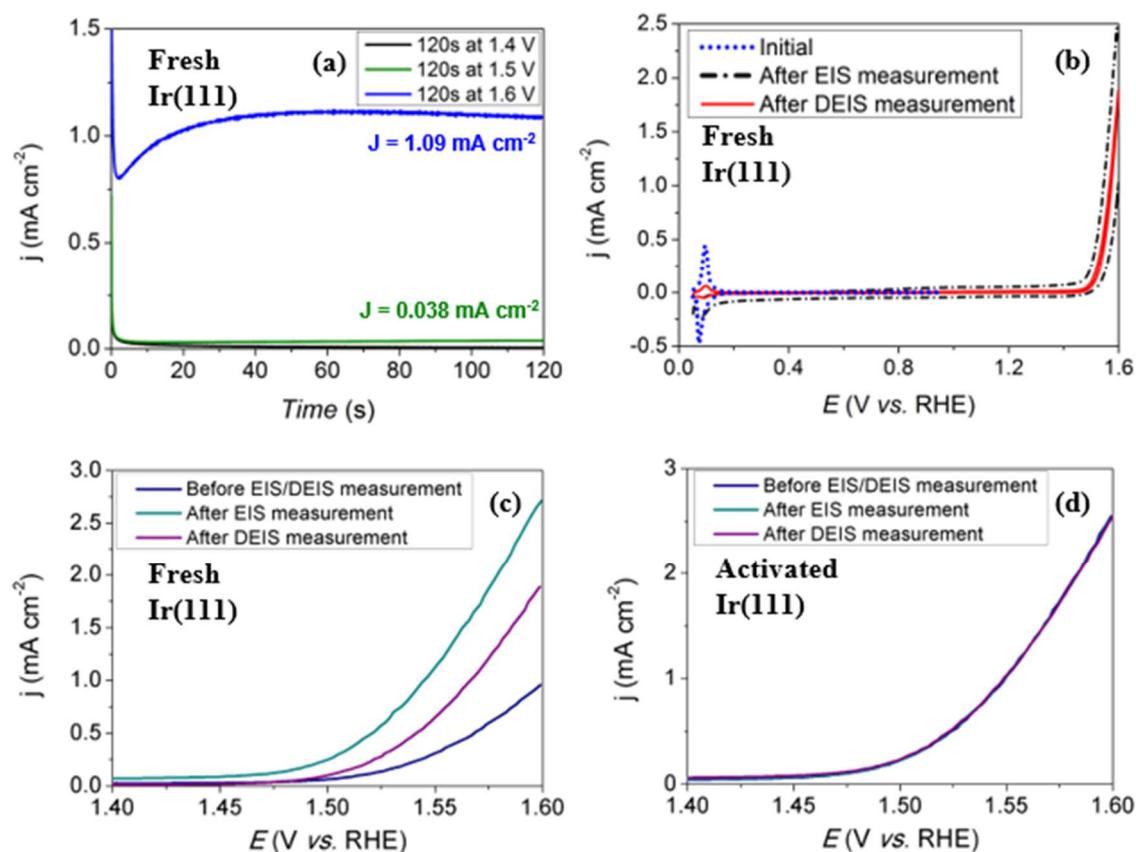 Fresh
Ir(111)
(a)
120s at 1.4 V
120s at 1.5 V
120s at 1.6 V
J = 1.09 mA cm-2
J = 0.038 mA cm-2
j (mA cm-2)
1.5
1.0
0.5
0.0
0 20 40 60 80 100 120
Time (s)
Initial
After EIS measurement
After DEIS measurement
(b)
Fresh
Ir(111)
j (mA cm-2)
2.5
2.0
1.5
1.0
0.5
0.0
-0.5
0.0 0.4 0.8 1.2 1.6
E (V vs. RHE)
Before EIS/DEIS measurement
After EIS measurement
After DEIS measurement
(c)
Fresh
Ir(111)
j (mA cm-2)
3.0
2.5
2.0
1.5
1.0
0.5
0.0
1.40 1.45 1.50 1.55 1.60
E (V vs. RHE)
Before EIS/DEIS measurement
After EIS measurement
After DEIS measurement
(d)
Activated
Ir(111)
j (mA cm-2)
3
2
1
0
1.40 1.45 1.50 1.55 1.60
E (V vs. RHE)